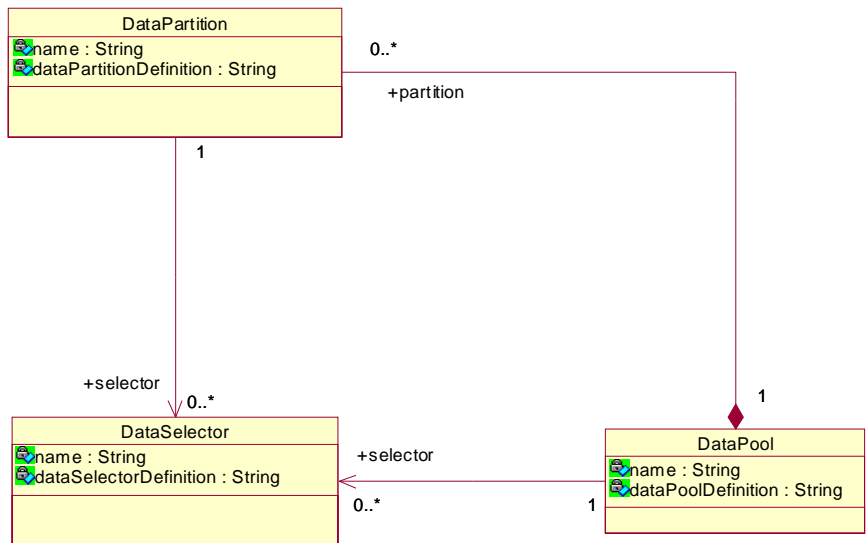 DataPartition
name : String
dataPartitionDefinition : String
0..*
+partition
1
+selector
0..*
DataSelector
name : String
dataSelectorDefinition : String
+selector
0..*
1
1
DataPool
name : String
dataPoolDefinition : String